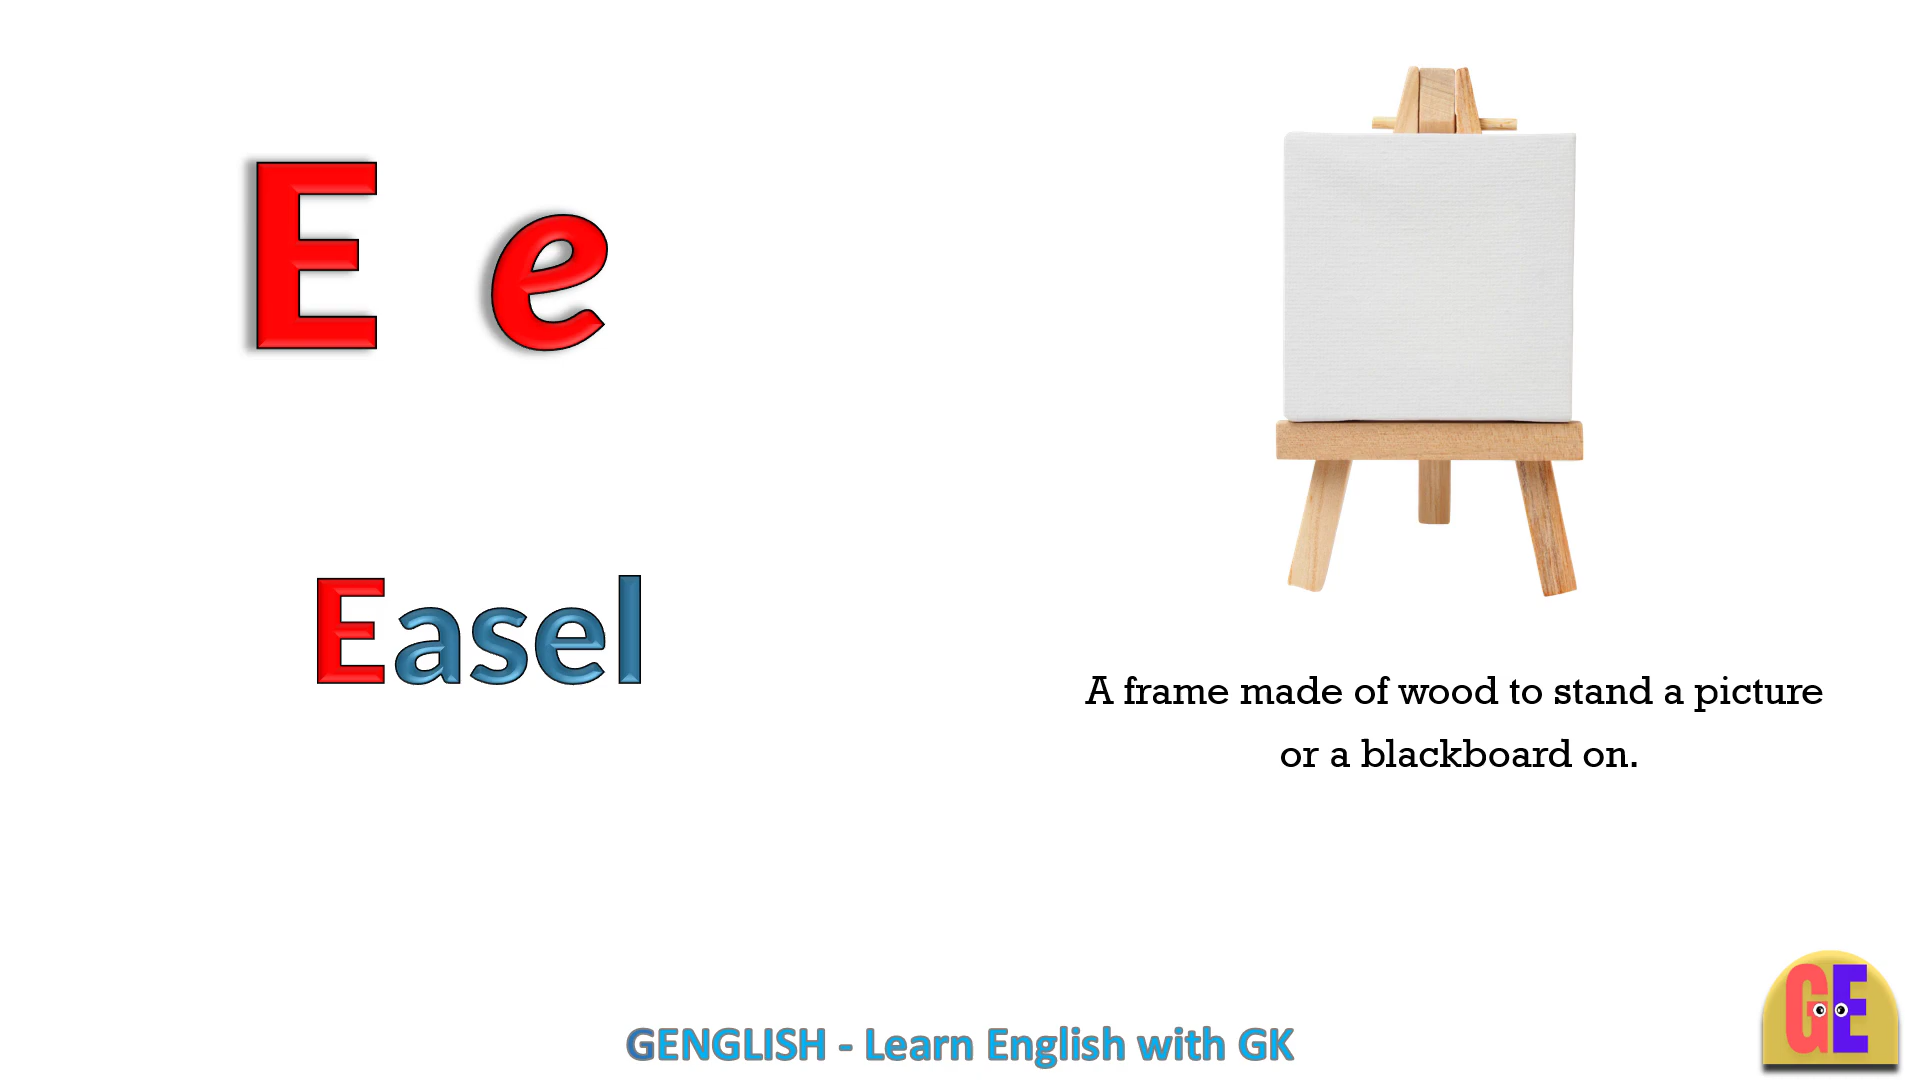 E e
Easel
A frame made of wood to stand a picture
or a blackboard on.
GENGLISH - Learn English with GK
GE